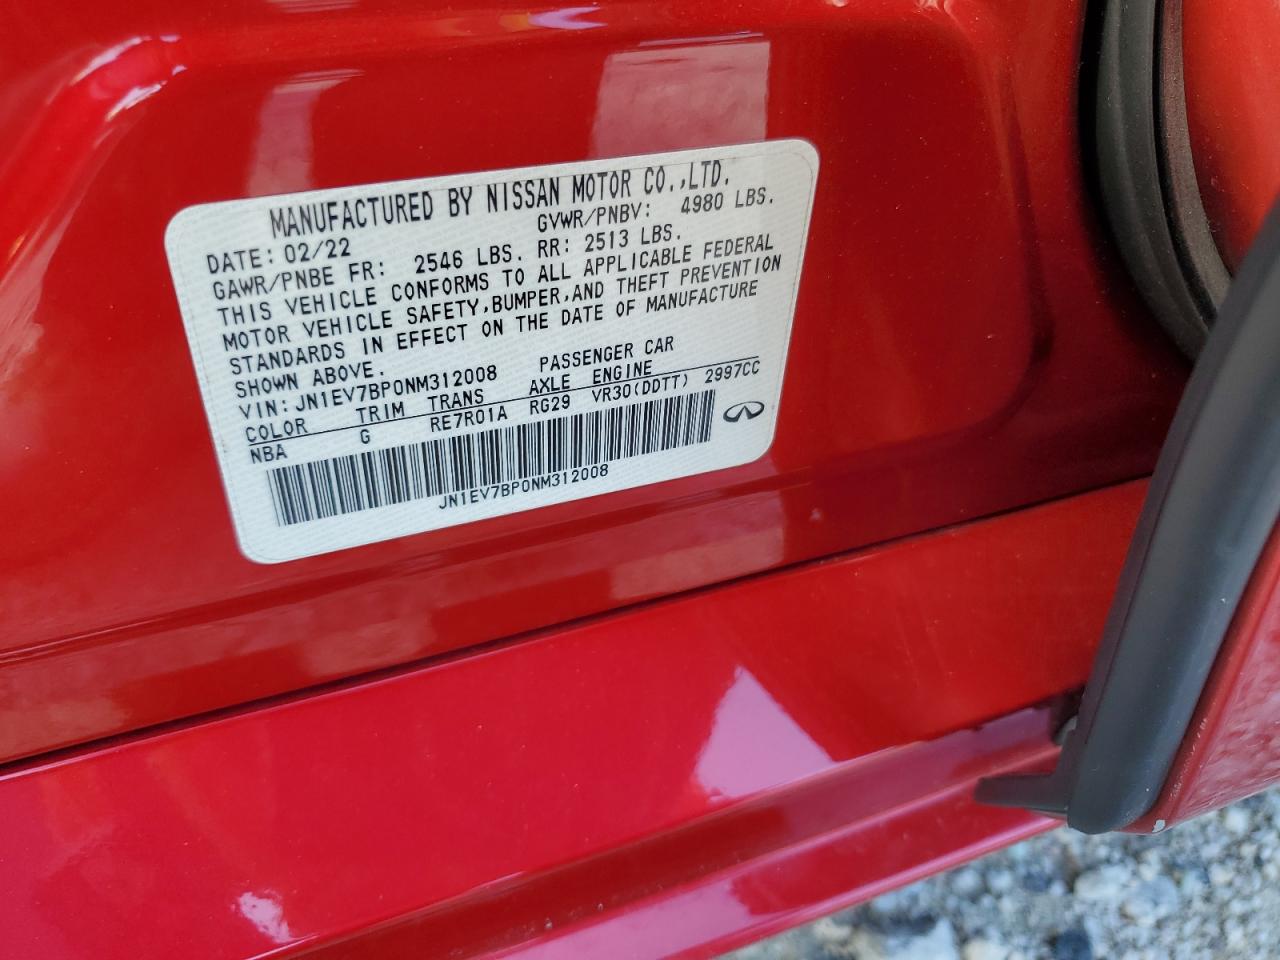 MANUFACTURED BY NISSAN MOTOR CO.,LTD.
DATE: 02/22 GVWR/PNBV: 4980 LBS.
GAWR/PNBE FR: 2546 LBS. RR: 2513 LBS.
THIS VEHICLE CONFORMS TO ALL APPLICABLE FEDERAL
MOTOR VEHICLE SAFETY,BUMPER,AND THEFT PREVENTION
STANDARDS IN EFFECT ON THE DATE OF MANUFACTURE
SHOWN ABOVE.
VIN: JN1EV7BP0NM312008 PASSENGER CAR
COLOR TRIM TRANS AXLE ENGINE
NBA G RE7R01A RG29 VR30(DDTT) 2997CC
JN1EV7BP0NM312008